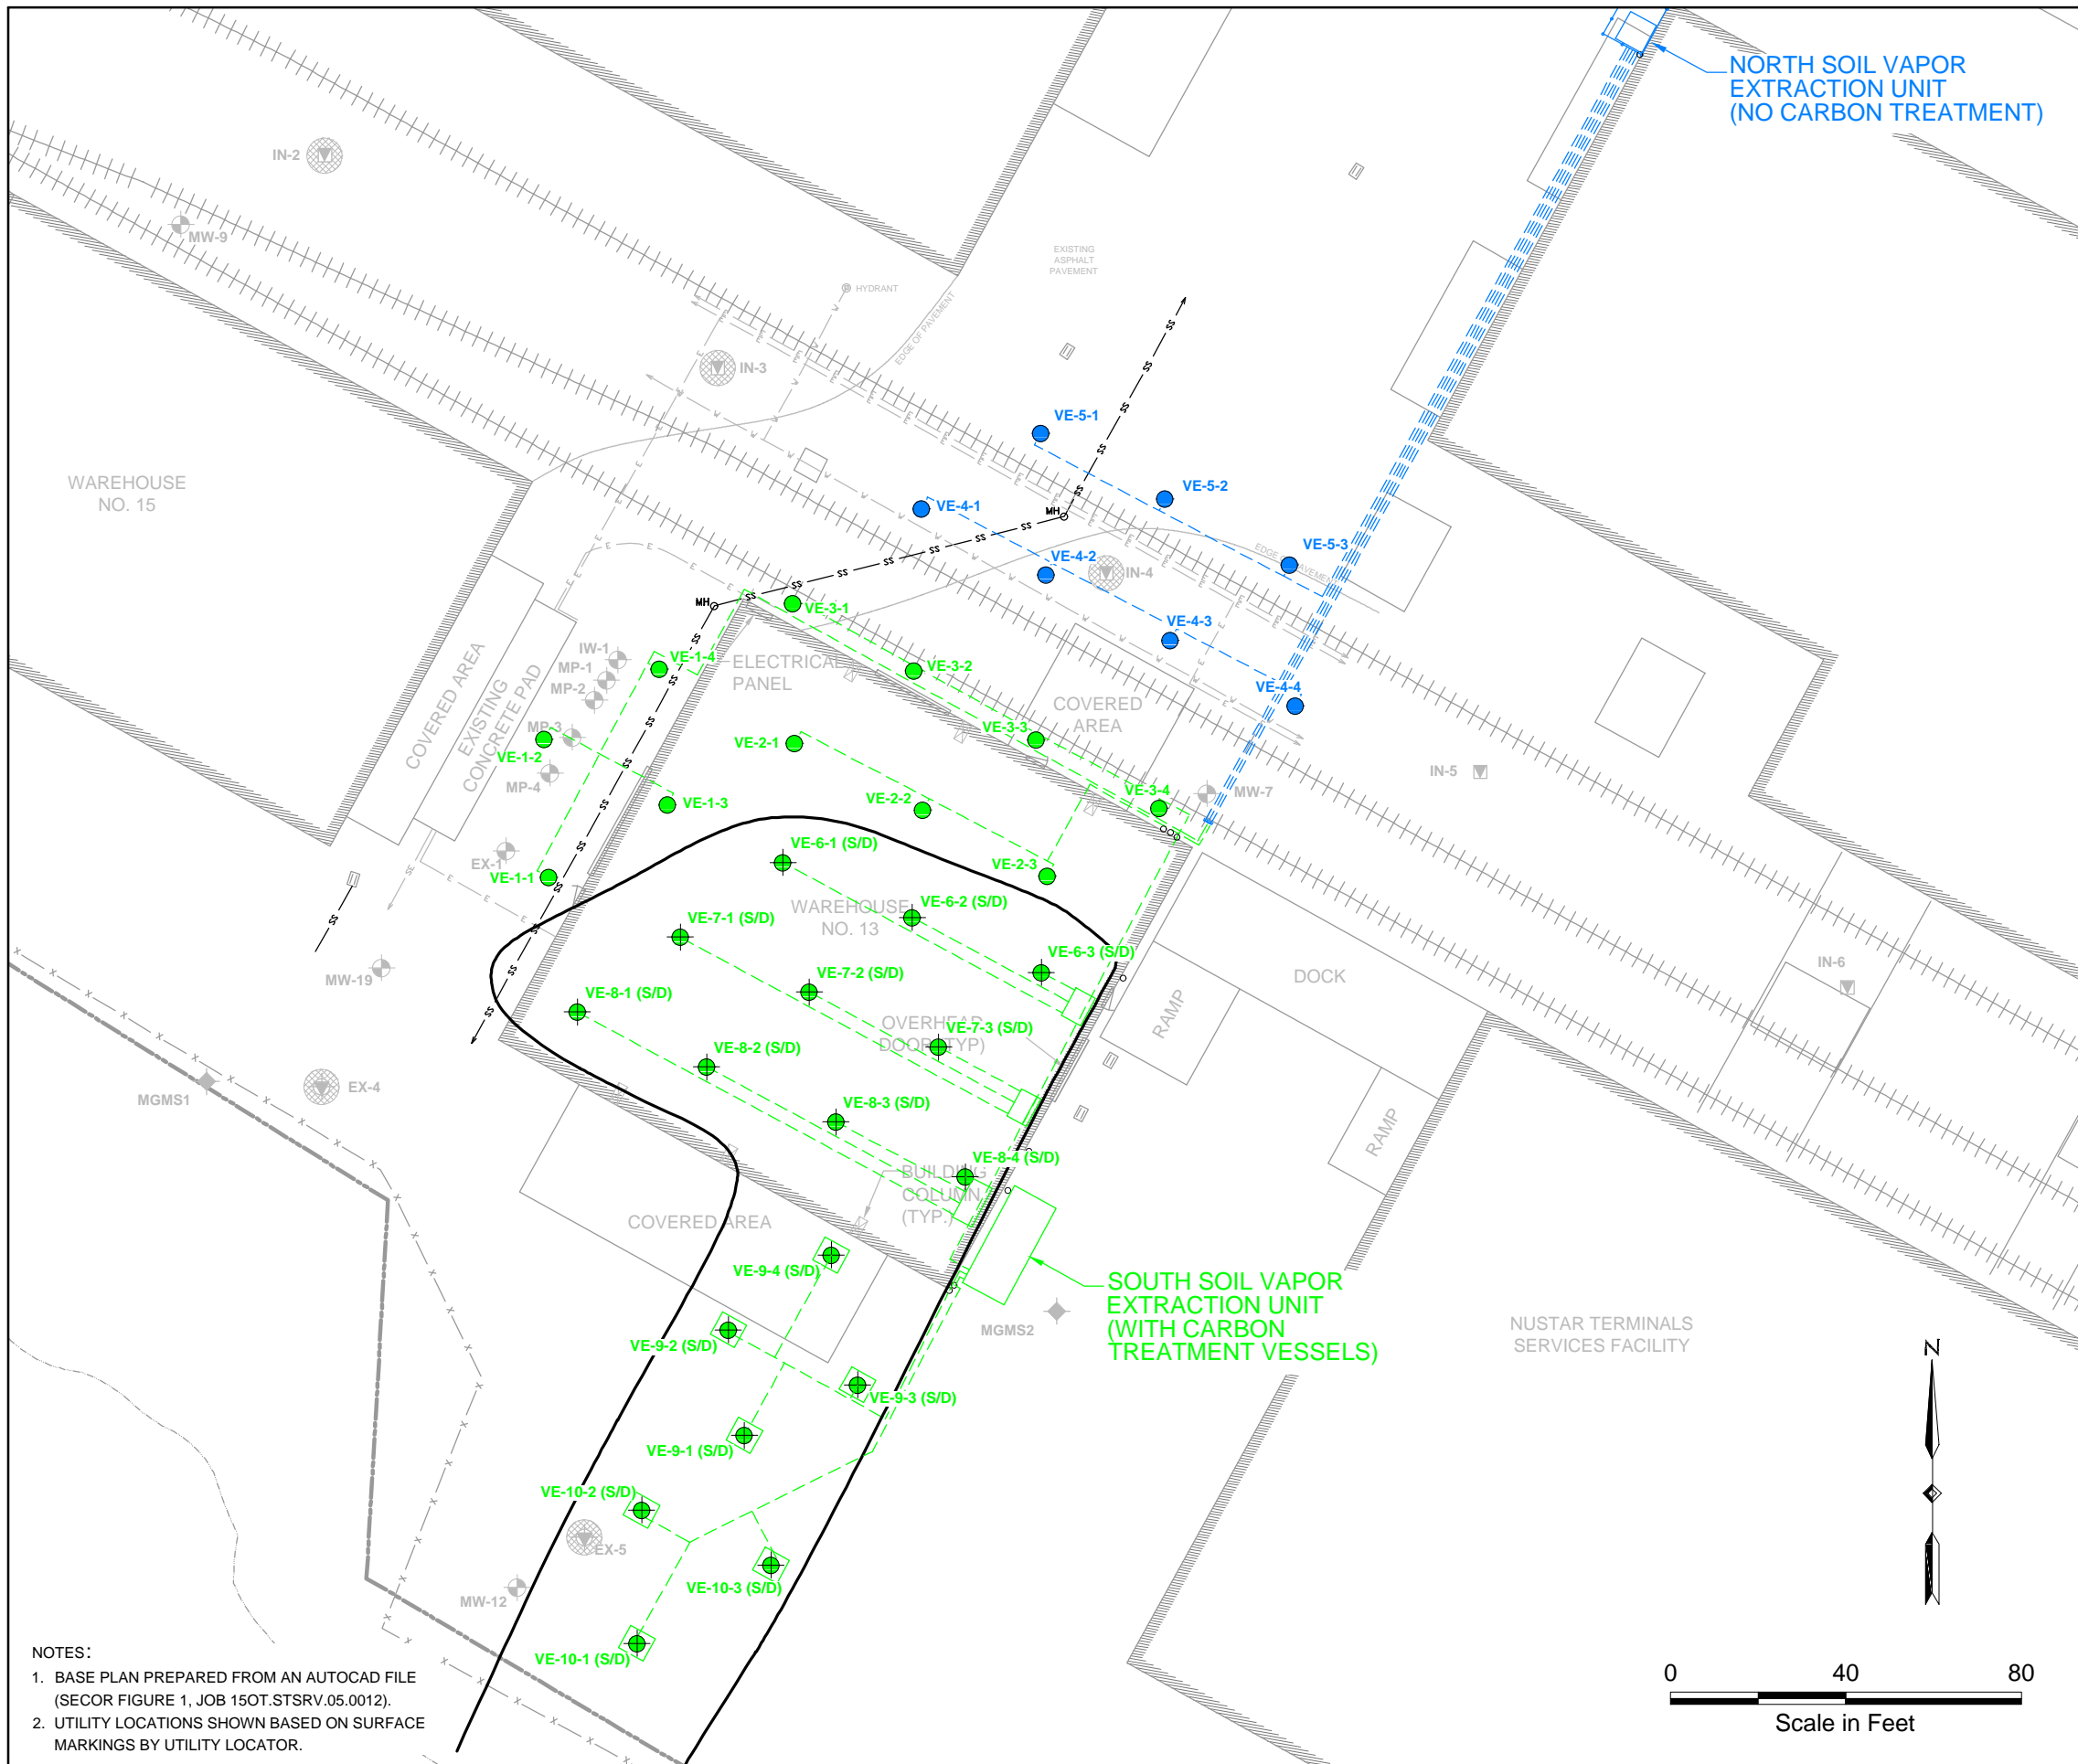 NORTH SOIL VAPOR
EXTRACTION UNIT
(NO CARBON TREATMENT)
IN-2
MW-9
EXISTING
ASPHALT
PAVEMENT
HYDRANT
EDGE OF PAVEMENT
IN-3
VE-5-1
WAREHOUSE
NO. 15
VE-5-2
VE-4-1
MH
VE-4-2
VE-5-3
EDGE OF PAVEMENT
IN-4
MH
VE-3-1
VE-4-3
IW-1
MP-1
MP-2
VE-1-4
ELECTRICAL
PANEL
VE-3-2
VE-4-4
COVERED AREA
EXISTING
CONCRETE PAD
COVERED
AREA
MP-3
VE-1-2
VE-2-1
VE-3-3
MP-4
IN-5
VE-1-3
VE-2-2
VE-3-4
MW-7
EX-1
VE-1-1
VE-6-1 (S/D)
VE-2-3
WAREHOUSE
NO. 13
VE-6-2 (S/D)
VE-7-1 (S/D)
VE-6-3 (S/D)
IN-6
MW-19
VE-7-2 (S/D)
DOCK
RAMP
VE-8-1 (S/D)
OVERHEAD
DOOR (TYP)
VE-7-3 (S/D)
VE-8-2 (S/D)
EX-4
MGMS1
VE-8-3 (S/D)
RAMP
VE-8-4 (S/D)
BUILDING
COLUMN
(TYP.)
COVERED AREA
VE-9-4 (S/D)
SOUTH SOIL VAPOR
EXTRACTION UNIT
(WITH CARBON
TREATMENT VESSELS)
MGMS2
NUSTAR TERMINALS
SERVICES FACILITY
VE-9-2 (S/D)
VE-9-3 (S/D)
VE-9-1 (S/D)
N
VE-10-2 (S/D)
EX-5
VE-10-3 (S/D)
MW-12
VE-10-1 (S/D)
NOTES:
1. BASE PLAN PREPARED FROM AN AUTOCAD FILE
(SECOR FIGURE 1, JOB 15OT.STSRV.05.0012).
2. UTILITY LOCATIONS SHOWN BASED ON SURFACE
MARKINGS BY UTILITY LOCATOR.
0 40 80
Scale in Feet